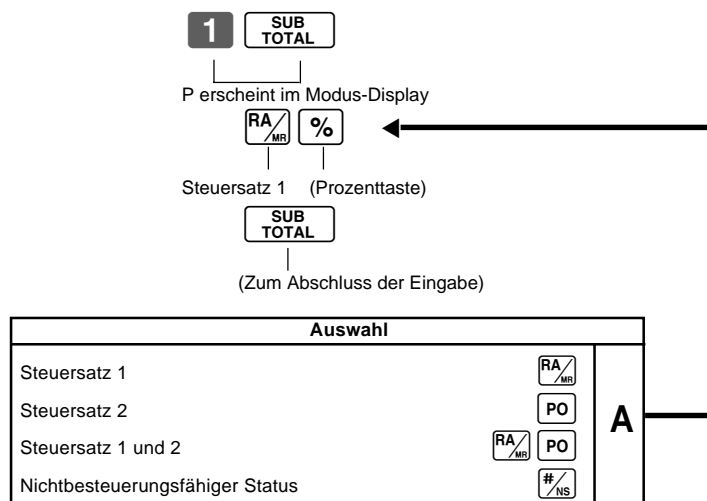 1 SUB TOTAL
P erscheint im Modus-Display
RA/MR %
Steuersatz 1 (Prozenttaste)
SUB TOTAL
(Zum Abschluss der Eingabe)
Auswahl
Steuersatz 1 RA/MR
Steuersatz 2 PO
Steuersatz 1 und 2 RA/MR PO
Nichtbesteuerungsfähiger Status #/NS
A